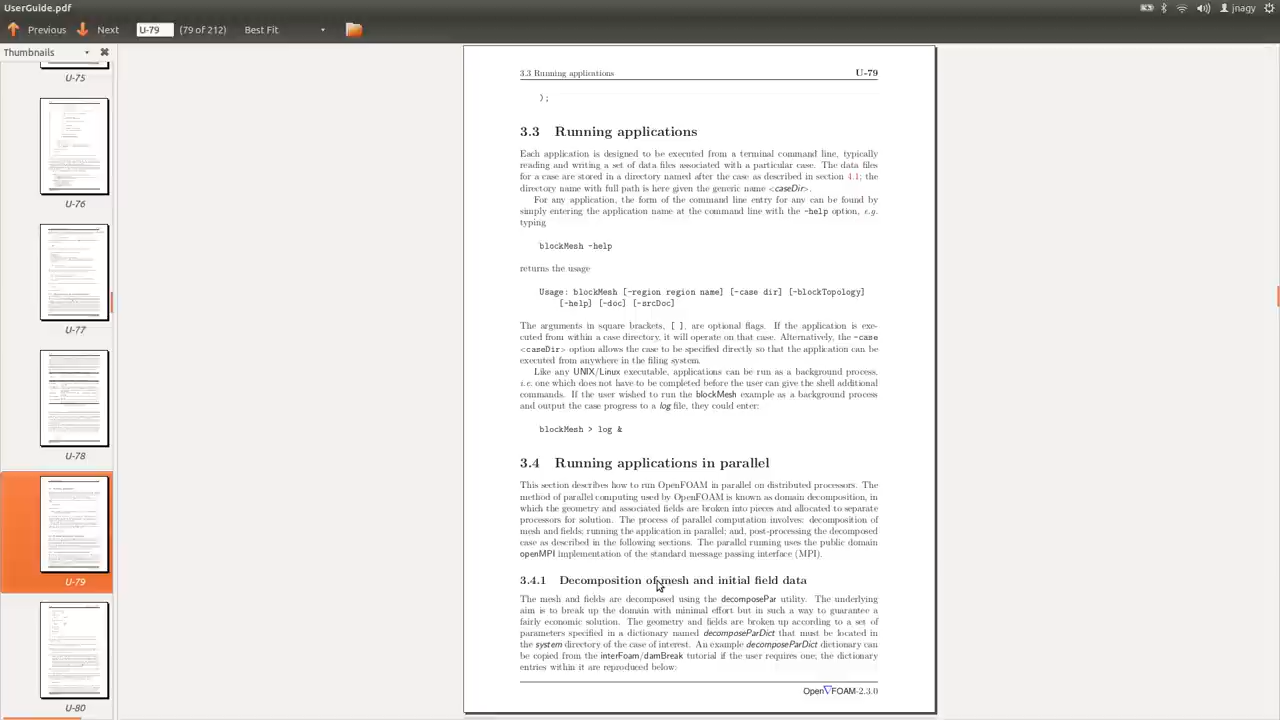 UserGuide.pdf
jnagy
Previous Next U-79 (79 of 212) Best Fit
Thumbnails
U-75
U-76
U-77
U-78
U-79
U-80
3.3 Running applications U-79
);
3.3 Running applications
Each application is designed to be executed from a terminal command line, typically
reading and writing a set of data files associated with a particular case. The data files
for a case are stored in a directory named after the case as described in section 4.1; the
directory name with full path is here given the generic name <caseDir>.
For any application, the form of the command line entry for any can be found by
simply entering the application name at the command line with the -help option, e.g.
typing
blockMesh -help
returns the usage
Usage: blockMesh [-region region name] [-case dir] [-blockTopology]
[-help] [-doc] [-srcDoc]
The arguments in square brackets, [ ], are optional flags. If the application is exe-
cuted from within a case directory, it will operate on that case. Alternatively, the -case
<caseDir> option allows the case to be specified directly so that the application can be
executed from anywhere in the filing system.
Like any UNIX/Linux executable, applications can be run as a background process,
i.e. one which does not have to be completed before the user can give the shell additional
commands. If the user wished to run the blockMesh example as a background process
and output the case progress to a log file, they could enter:
blockMesh > log &
3.4 Running applications in parallel
This section describes how to run OpenFOAM in parallel on distributed processors. The
method of parallel computing used by OpenFOAM is known as domain decomposition, in
which the geometry and associated fields are broken into pieces and allocated to separate
processors for solution. The process of parallel computation involves: decomposition of
mesh and fields; running the application in parallel; and, post-processing the decomposed
case as described in the following sections. The parallel running uses the public domain
openMPI implementation of the standard message passing interface (MPI).
3.4.1 Decomposition of mesh and initial field data
The mesh and fields are decomposed using the decomposePar utility. The underlying
aim is to break up the domain with minimal effort but in such a way to guarantee a
fairly economic solution. The geometry and fields are broken up according to a set of
parameters specified in a dictionary named decomposeParDict that must be located in
the system directory of the case of interest. An example decomposeParDict dictionary can
be copied from the interFoam/damBreak tutorial if the user requires one; the dictionary
entries within it are reproduced below:
Open∇FOAM-2.3.0